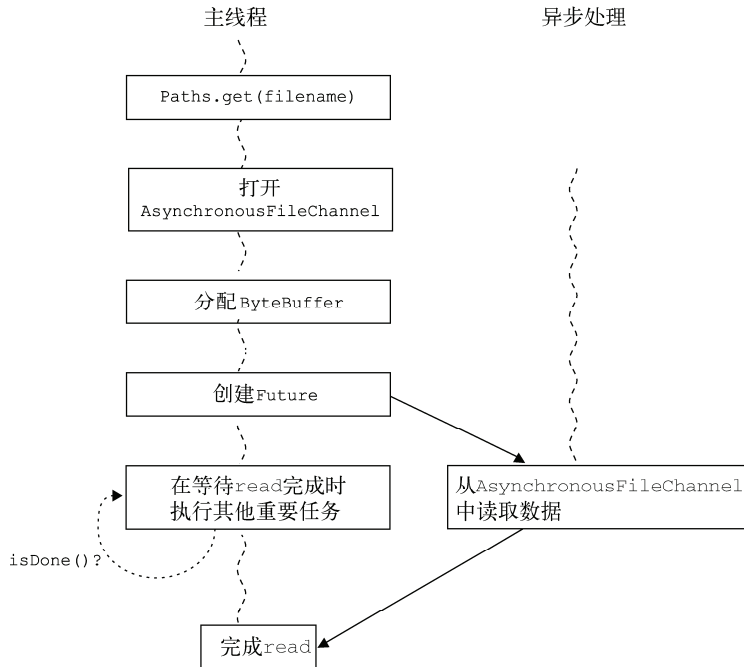 主线程
异步处理
Paths.get(filename)
打开
AsynchronousFileChannel
分配ByteBuffer
创建Future
在等待read完成时
执行其他重要任务
从AsynchronousFileChannel
中读取数据
isDone()?
完成read